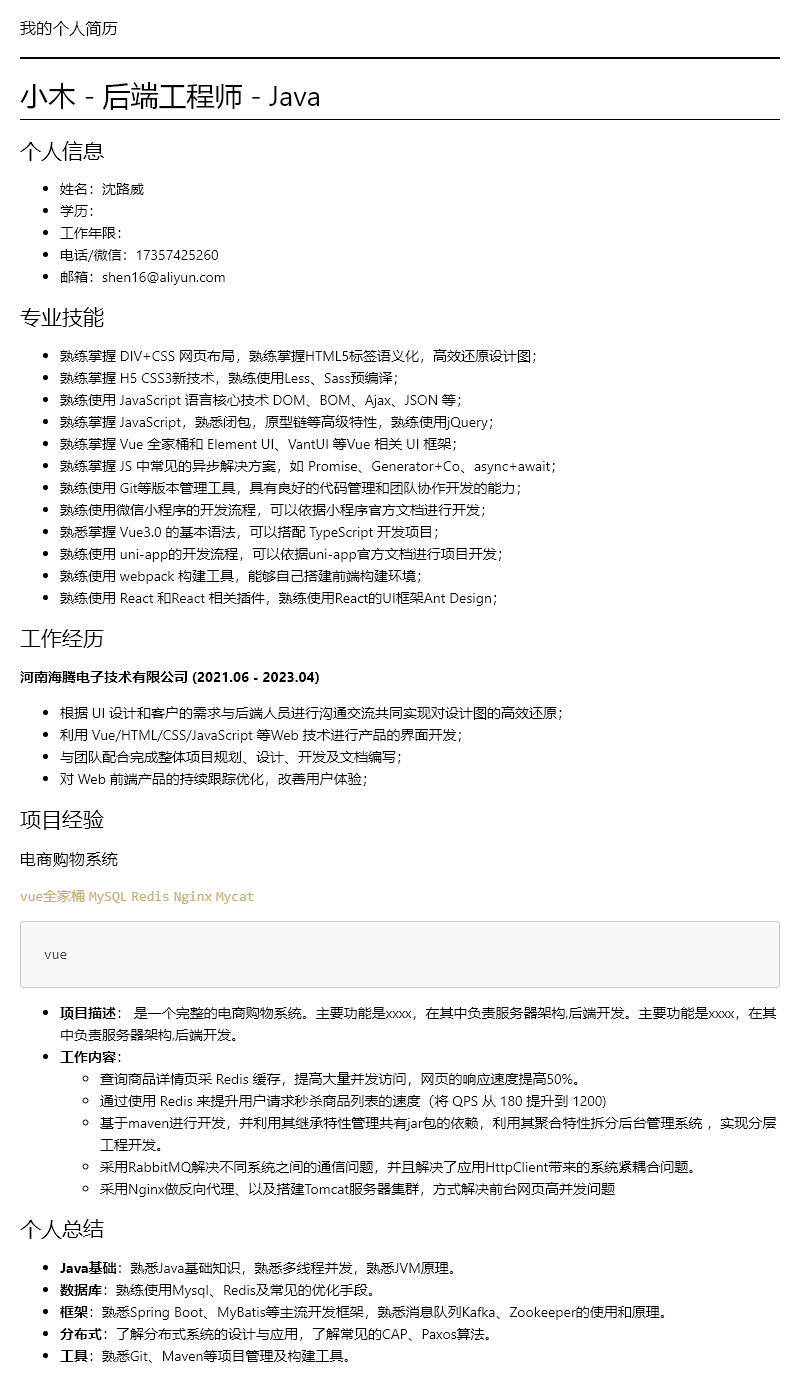 我的个人简历
小木 - 后端工程师 - Java
个人信息
姓名：沈路威
学历：
工作年限：
电话/微信：17357425260
邮箱：shen16@aliyun.com
专业技能
熟练掌握 DIV+CSS 网页布局，熟练掌握HTML5标签语义化，高效还原设计图；
熟练掌握 H5 CSS3新技术，熟练使用Less、Sass预编译；
熟练使用 JavaScript 语言核心技术 DOM、BOM、Ajax、JSON 等；
熟练掌握 JavaScript，熟悉闭包，原型链等高级特性，熟练使用jQuery；
熟练掌握 Vue 全家桶和 Element UI、VantUI 等Vue 相关 UI 框架；
熟练掌握 JS 中常见的异步解决方案，如 Promise、Generator+Co、async+await；
熟练使用 Git等版本管理工具，具有良好的代码管理和团队协作开发的能力；
熟练使用微信小程序的开发流程，可以依据小程序官方文档进行开发；
熟悉掌握 Vue3.0 的基本语法，可以搭配 TypeScript 开发项目；
熟练使用 uni-app的开发流程，可以依据uni-app官方文档进行项目开发；
熟练使用 webpack 构建工具，能够自己搭建前端构建环境；
熟练使用 React 和React 相关插件，熟练使用React的UI框架Ant Design；
工作经历
河南海腾电子技术有限公司 (2021.06 - 2023.04)
根据 UI 设计和客户的需求与后端人员进行沟通交流共同实现对设计图的高效还原；
利用 Vue/HTML/CSS/JavaScript 等Web 技术进行产品的界面开发；
与团队配合完成整体项目规划、设计、开发及文档编写；
对 Web 前端产品的持续跟踪优化，改善用户体验；
项目经验
电商购物系统
vue全家桶 MySQL Redis Nginx Mycat
vue
项目描述： 是一个完整的电商购物系统。主要功能是xxxx，在其中负责服务器架构,后端开发。主要功能是xxxx，在其
中负责服务器架构,后端开发。
工作内容：
查询商品详情页采 Redis 缓存，提高大量并发访问，网页的响应速度提高50%。
通过使用 Redis 来提升用户请求秒杀商品列表的速度（将 QPS 从 180 提升到 1200)
基于maven进行开发，并利用其继承特性管理共有jar包的依赖，利用其聚合特性拆分后台管理系统 ，实现分层
工程开发。
采用RabbitMQ解决不同系统之间的通信问题，并且解决了应用HttpClient带来的系统紧耦合问题。
采用Nginx做反向代理、以及搭建Tomcat服务器集群，方式解决前台网页高并发问题
个人总结
Java基础：熟悉Java基础知识，熟悉多线程并发，熟悉JVM原理。
数据库：熟练使用Mysql、Redis及常见的优化手段。
框架：熟悉Spring Boot、MyBatis等主流开发框架，熟悉消息队列Kafka、Zookeeper的使用和原理。
分布式：了解分布式系统的设计与应用，了解常见的CAP、Paxos算法。
工具：熟悉Git、Maven等项目管理及构建工具。